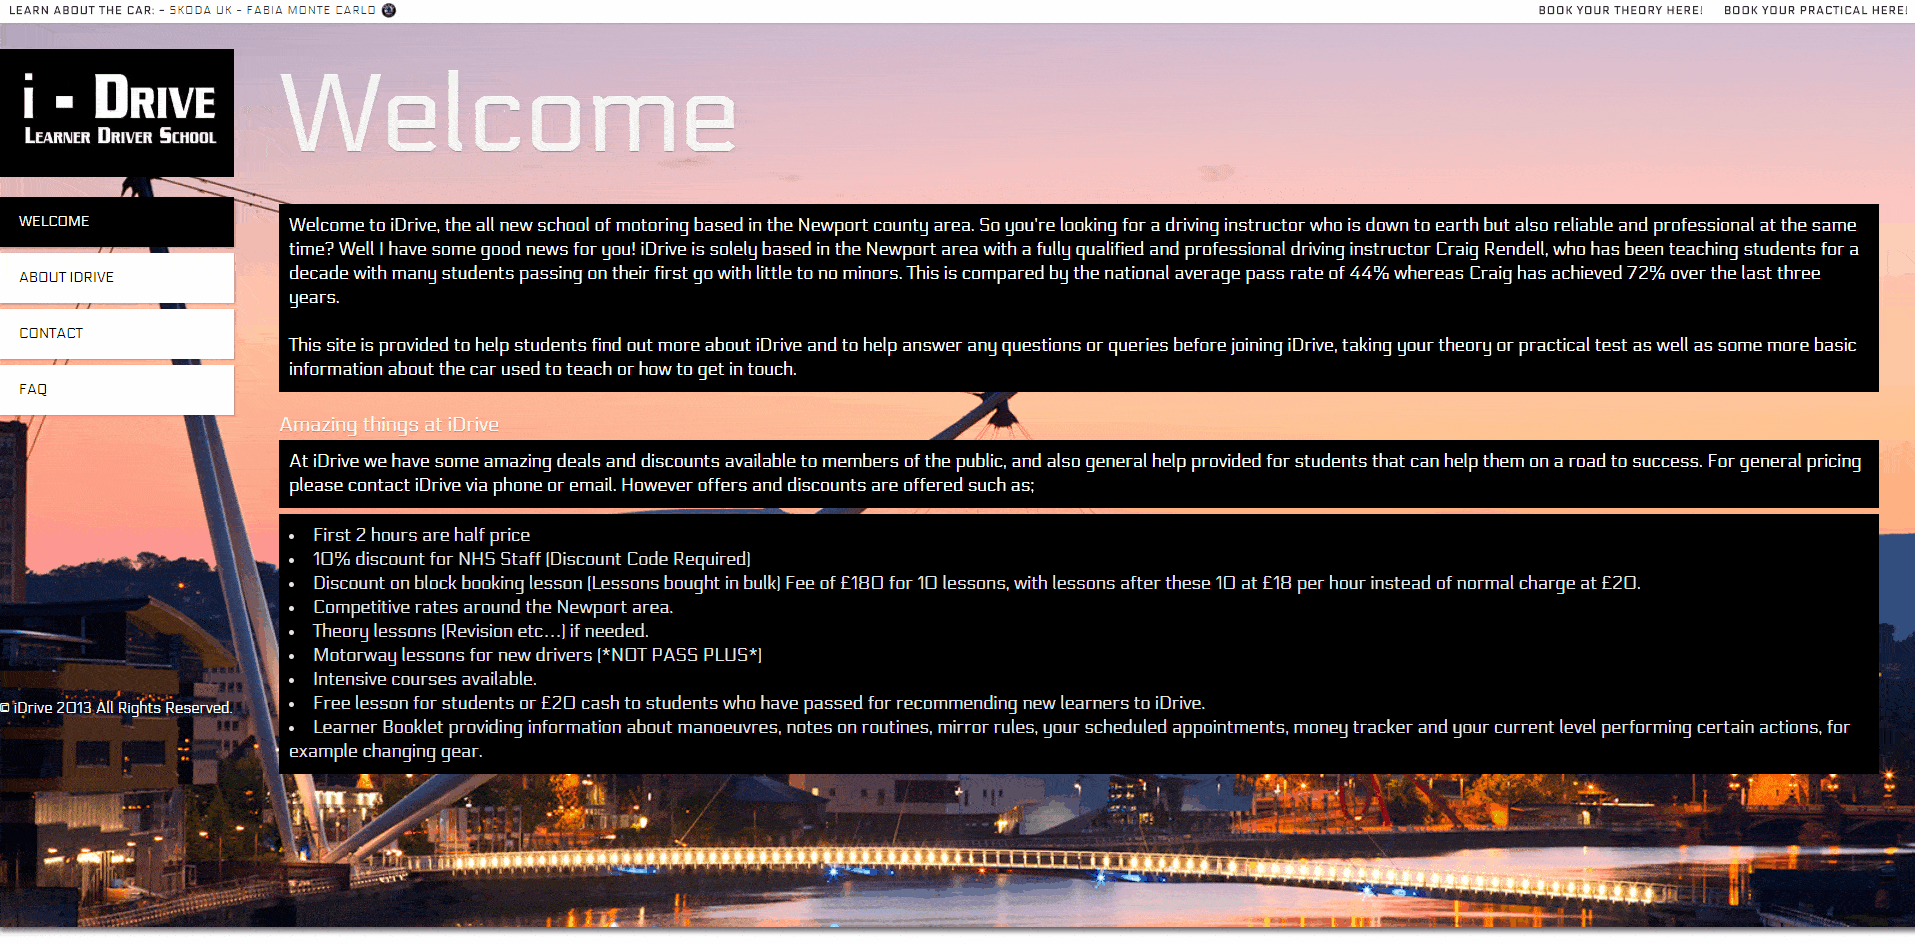 LEARN ABOUT THE CAR: - SKODA UK - FABIA MONTE CARLO
BOOK YOUR THEORY HERE! BOOK YOUR PRACTICAL HERE!
i - DRIVE
LEARNER DRIVER SCHOOL
WELCOME
ABOUT IDRIVE
CONTACT
FAQ
© iDrive 2013 All Rights Reserved.
Welcome
Welcome to iDrive, the all new school of motoring based in the Newport county area. So you're looking for a driving instructor who is down to earth but also reliable and professional at the same
time? Well I have some good news for you! iDrive is solely based in the Newport area with a fully qualified and professional driving instructor Craig Rendell, who has been teaching students for a
decade with many students passing on their first go with little to no minors. This is compared by the national average pass rate of 44% whereas Craig has achieved 72% over the last three
years.
This site is provided to help students find out more about iDrive and to help answer any questions or queries before joining iDrive, taking your theory or practical test as well as some more basic
information about the car used to teach or how to get in touch.
Amazing things at iDrive
At iDrive we have some amazing deals and discounts available to members of the public, and also general help provided for students that can help them on a road to success. For general pricing
please contact iDrive via phone or email. However offers and discounts are offered such as;
• First 2 hours are half price
• 10% discount for NHS Staff (Discount Code Required)
• Discount on block booking lesson (Lessons bought in bulk) Fee of £180 for 10 lessons, with lessons after these 10 at £18 per hour instead of normal charge at £20.
• Competitive rates around the Newport area.
• Theory lessons (Revision etc...) if needed.
• Motorway lessons for new drivers (*NOT PASS PLUS*)
• Intensive courses available.
• Free lesson for students or £20 cash to students who have passed for recommending new learners to iDrive.
• Learner Booklet providing information about manoeuvres, notes on routines, mirror rules, your scheduled appointments, money tracker and your current level performing certain actions, for
example changing gear.